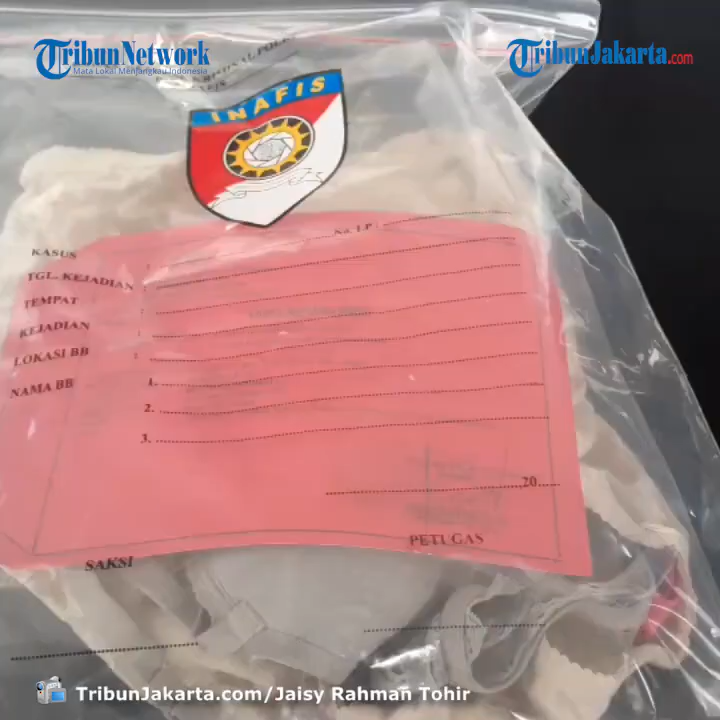 TribunNetwork
Mata Lokal Menjangkau Indonesia
TribunJakarta.com
INAFIS
No. LP :
KASUS :
TGL. KEJADIAN :
TEMPAT
KEJADIAN :
LOKASI BB :
NAMA BB
1.
2.
3.
20
PETUGAS
SAKSI
TribunJakarta.com/Jaisy Rahman Tohir